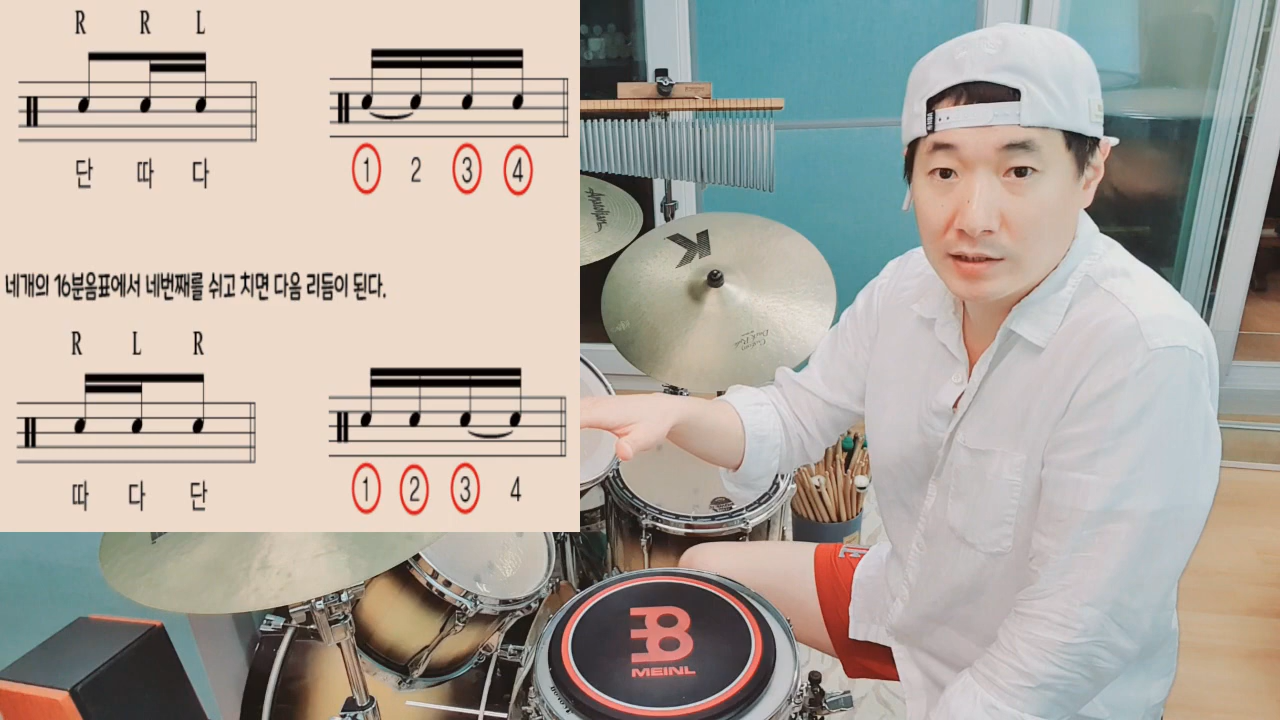 R R L
단 따 다
1 2 3 4
네개의 16분음표에서 네번째를 쉬고 치면 다음 리듬이 된다.
R L R
따 다 단
1 2 3 4
K
MEINL